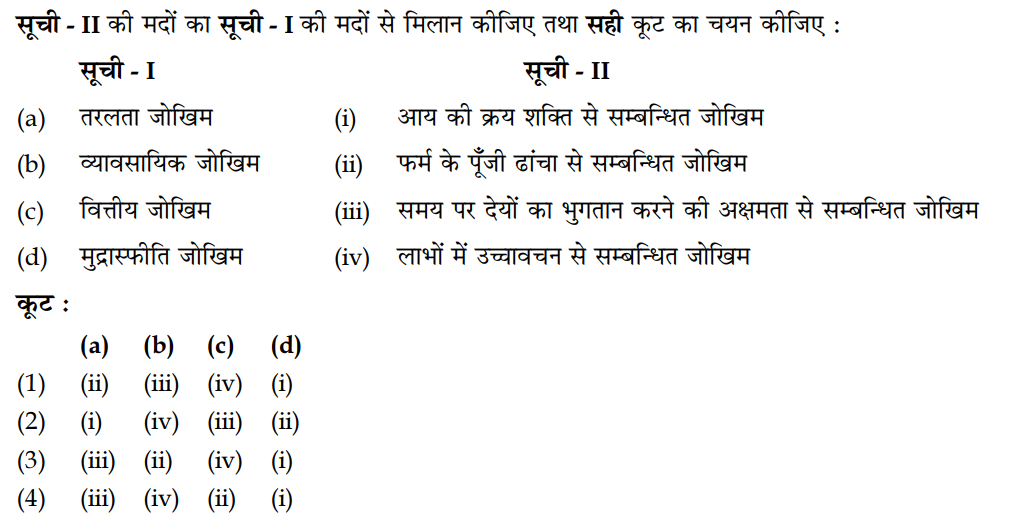 सूची - II की मदों का सूची - I की मदों से मिलान कीजिए तथा सही कूट का चयन कीजिए :
सूची - I सूची - II
(a) तरलता जोखिम (i) आय की क्रय शक्ति से सम्बन्धित जोखिम
(b) व्यावसायिक जोखिम (ii) फर्म के पूँजी ढांचा से सम्बन्धित जोखिम
(c) वित्तीय जोखिम (iii) समय पर देयों का भुगतान करने की अक्षमता से सम्बन्धित जोखिम
(d) मुद्रास्फीति जोखिम (iv) लाभों में उच्चावचन से सम्बन्धित जोखिम
कूट :
(a) (b) (c) (d)
(1) (ii) (iii) (iv) (i)
(2) (i) (iv) (iii) (ii)
(3) (iii) (ii) (iv) (i)
(4) (iii) (iv) (ii) (i)